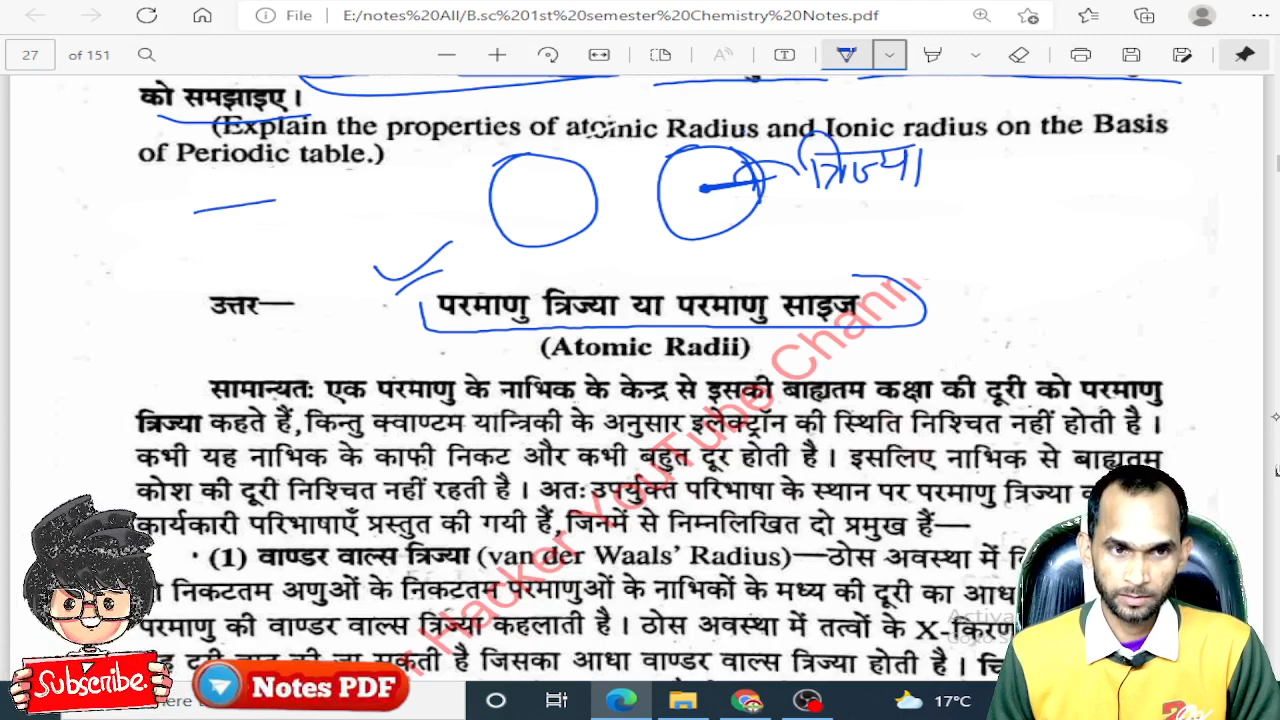 File
E:/notes%20All/B.sc%201st%20semester%20Chemistry%20Notes.pdf
27 of 151
को समझाइए।
(Explain the properties of atomic Radius and Ionic radius on the Basis
of Periodic table.)
त्रिज्या
उत्तर—
परमाणु त्रिज्या या परमाणु साइज
(Atomic Radii)
सामान्यतः एक परमाणु के नाभिक के केन्द्र से इसकी बाह्यतम कक्षा की दूरी को परमाणु
त्रिज्या कहते हैं, किन्तु क्वाण्टम यान्त्रिकी के अनुसार इलेक्ट्रॉन की स्थिति निश्चित नहीं होती है।
कभी यह नाभिक के काफी निकट और कभी बहुत दूर होती है। इसलिए नाभिक से बाह्यतम
कोश की दूरी निश्चित नहीं रहती है। अतः उपर्युक्त परिभाषा के स्थान पर परमाणु त्रिज्या
कार्यकारी परिभाषाएँ प्रस्तुत की गयी हैं, जिनमें से निम्नलिखित दो प्रमुख हैं—
(1) वाण्डर वाल्स त्रिज्या (van der Waals' Radius)—ठोस अवस्था में
निकटतम अणुओं के निकटतम परमाणुओं के नाभिकों के मध्य की दूरी का आधा
परमाणु की वाण्डर वाल्स त्रिज्या कहलाती है। ठोस अवस्था में तत्वों के X-किरण
जा सकती है जिसका आधा वाण्डर वाल्स त्रिज्या होती है।
Hacker YouTube Chann
Subscribe
Notes PDF
17°C